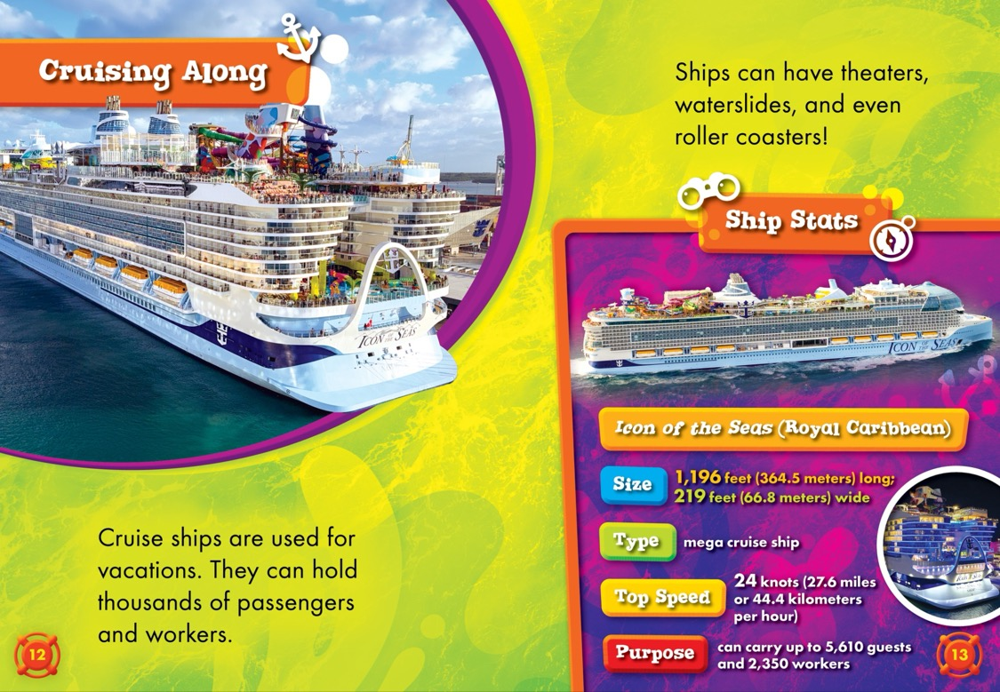 Cruising Along
ICON OF THE SEAS
Cruise ships are used for
vacations. They can hold
thousands of passengers
and workers.
12
Ships can have theaters,
waterslides, and even
roller coasters!
Ship Stats
ICON OF THE SEAS
Icon of the Seas (Royal Caribbean)
Size
1,196 feet (364.5 meters) long;
219 feet (66.8 meters) wide
Type
mega cruise ship
Top Speed
24 knots (27.6 miles
or 44.4 kilometers
per hour)
Purpose
can carry up to 5,610 guests
and 2,350 workers
13